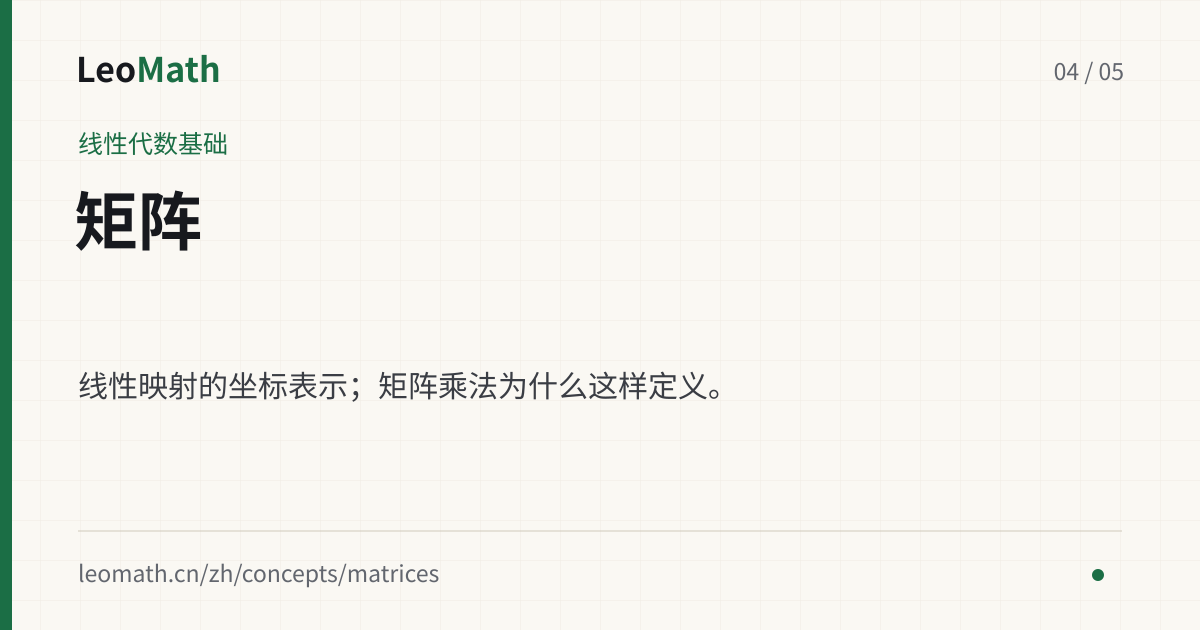 LeoMath
04 / 05
线性代数基础
矩阵
线性映射的坐标表示；矩阵乘法为什么这样定义。
leomath.cn/zh/concepts/matrices